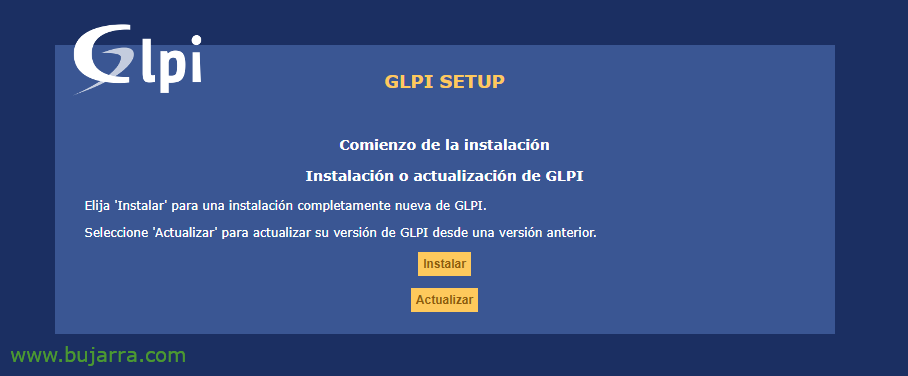 Glpi
GLPI SETUP
Comienzo de la instalación
Instalación o actualización de GLPI
Elija 'Instalar' para una instalación completamente nueva de GLPI.
Seleccione 'Actualizar' para actualizar su versión de GLPI desde una versión anterior.
Instalar
Actualizar
www.bujarra.com